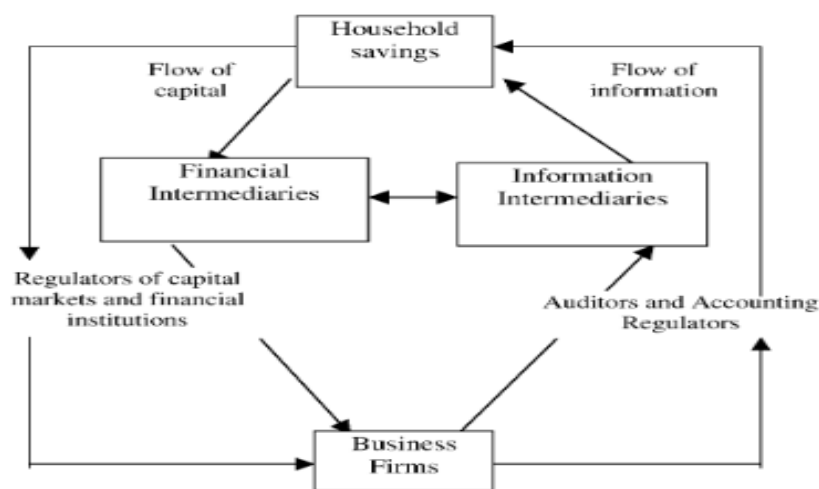 Household
savings
Flow of
capital
Flow of
information
Financial
Intermediaries
Information
Intermediaries
Regulators of capital
markets and financial
institutions
Auditors and Accounting
Regulators
Business
Firms